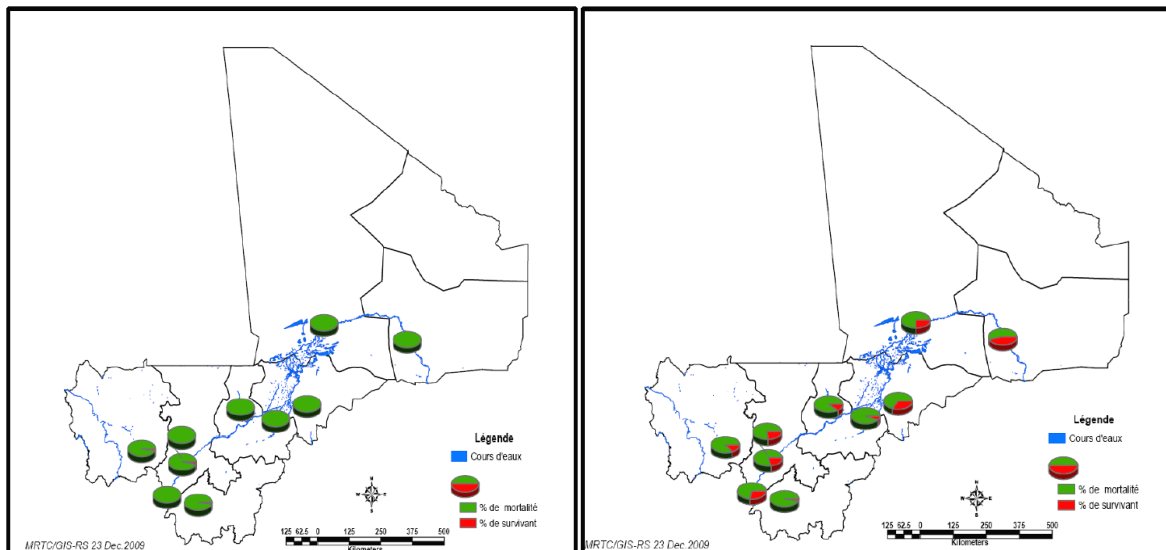 Légende
Cours d'eaux
% de mortalité
% de survivant
N
W
E
S
125 62.5 0 125 250 375 500
Kilometers
MRTC/GIS-RS 23 Dec.2009
Légende
Cours d'eaux
% de mortalité
% de survivant
N
W
E
S
125 62.5 0 125 250 375 500
Kilometers
MRTC/GIS-RS 23 Dec.2009